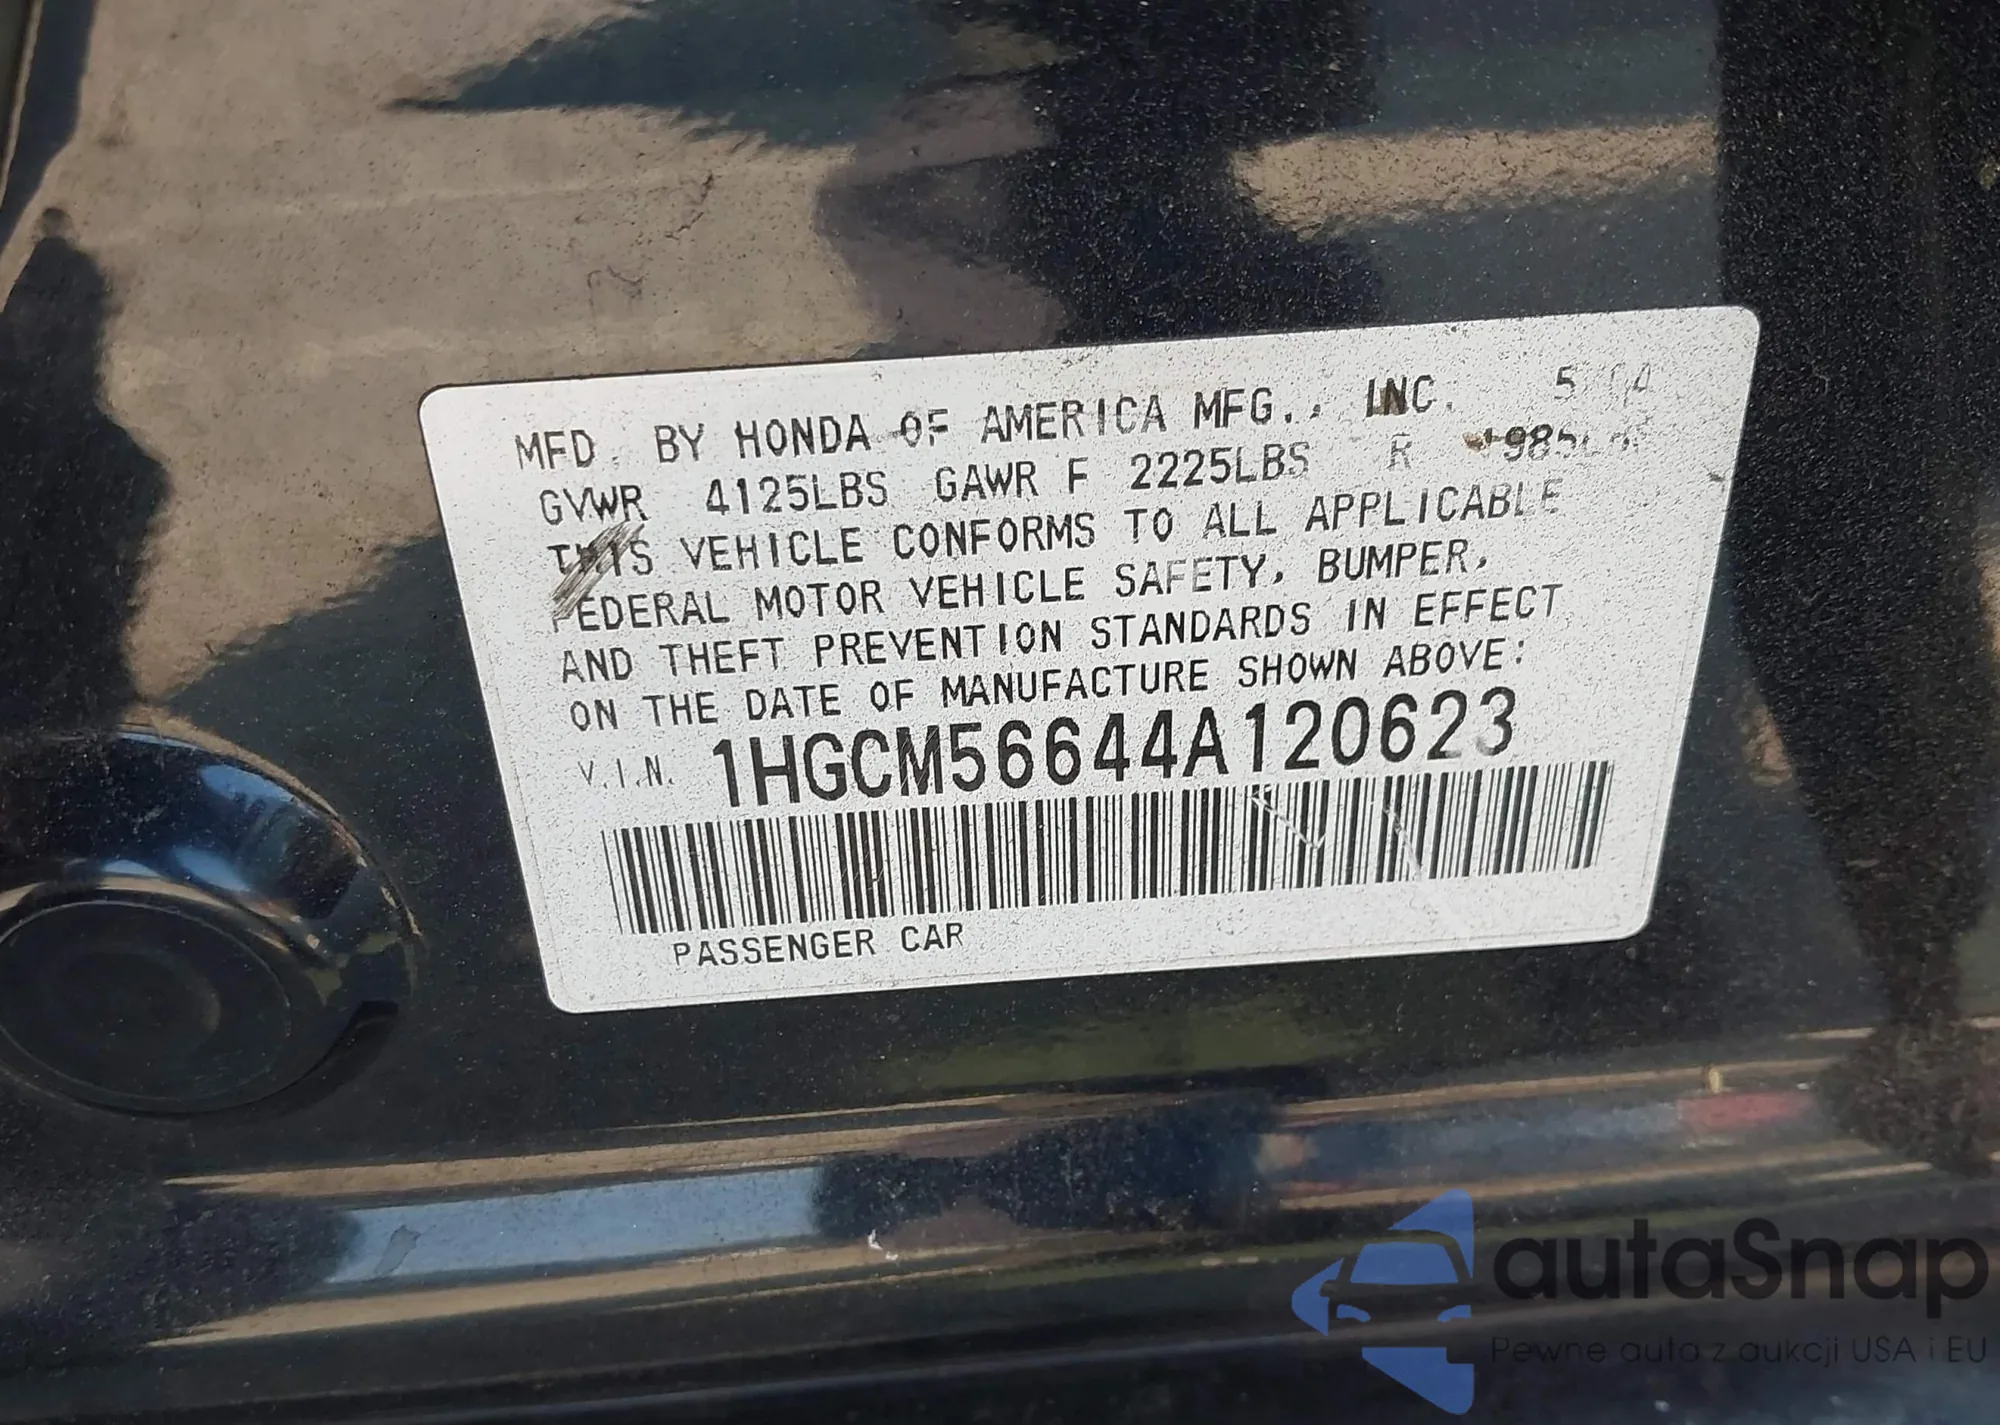 MFD. BY HONDA OF AMERICA MFG., INC.
GVWR 4125LBS GAWR F 2225LBS R
THIS VEHICLE CONFORMS TO ALL APPLICABLE
FEDERAL MOTOR VEHICLE SAFETY, BUMPER,
AND THEFT PREVENTION STANDARDS IN EFFECT
ON THE DATE OF MANUFACTURE SHOWN ABOVE:
V.I.N. 1HGCM56644A120623
PASSENGER CAR
autaSnap
Pewne auta z aukcji USA i EU